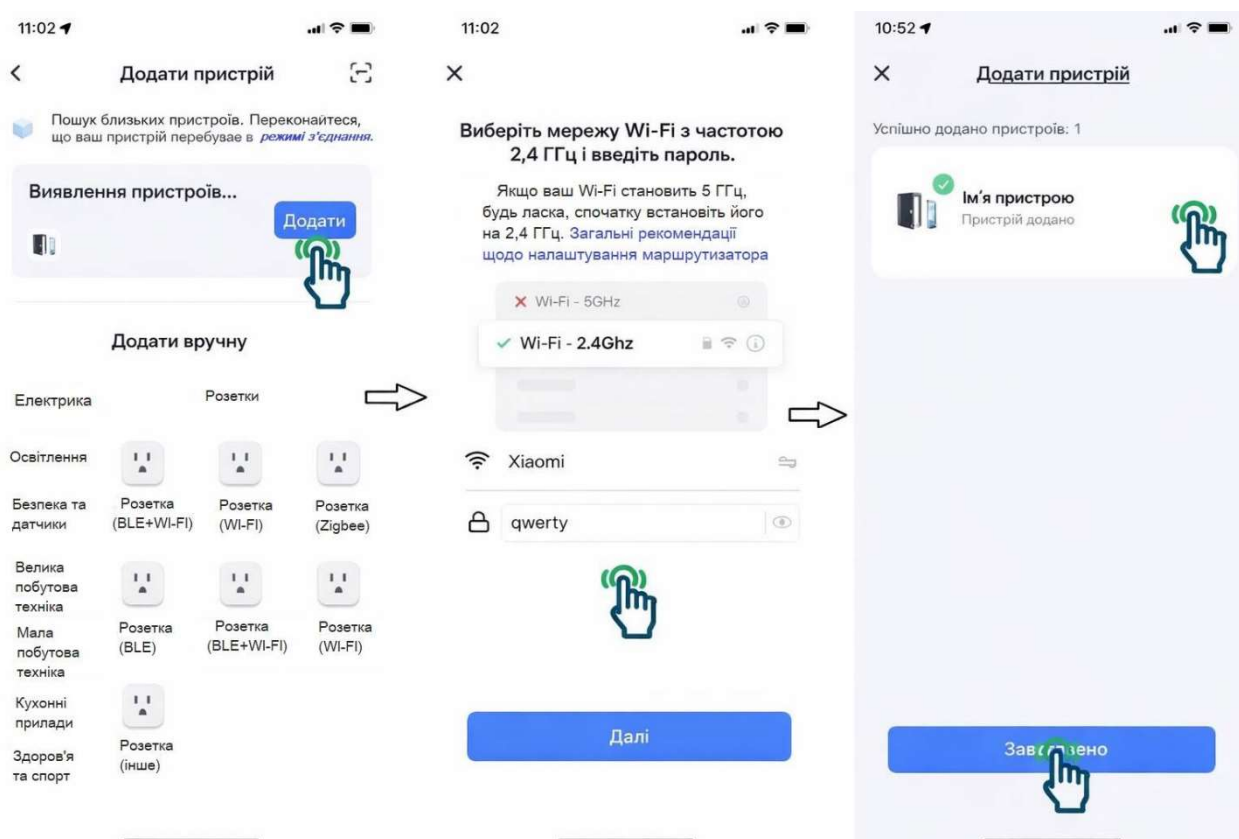 11:02
Додати пристрій
Пошук близьких пристроїв. Переконайтеся,
що ваш пристрій перебуває в режимі з'єднання.
Виявлення пристроїв...
Додати
Додати вручну
Електрика
Розетки
Освітлення
Безпека та
датчики
Розетка
(BLE+WI-FI)
Розетка
(WI-FI)
Розетка
(Zigbee)
Велика
побутова
техніка
Мала
побутова
техніка
Розетка
(BLE)
Розетка
(BLE+WI-FI)
Розетка
(WI-FI)
Кухонні
прилади
Здоров'я
та спорт
Розетка
(інше)
11:02
Виберіть мережу Wi-Fi з частотою
2,4 ГГц і введіть пароль.
Якщо ваш Wi-Fi становить 5 ГГц,
будь ласка, спочатку встановіть його
на 2,4 ГГц. Загальні рекомендації
щодо налаштування маршрутизатора
Wi-Fi - 5GHz
Wi-Fi - 2.4Ghz
Xiaomi
qwerty
Далі
10:52
Додати пристрій
Успішно додано пристроїв: 1
Ім'я пристрою
Пристрій додано